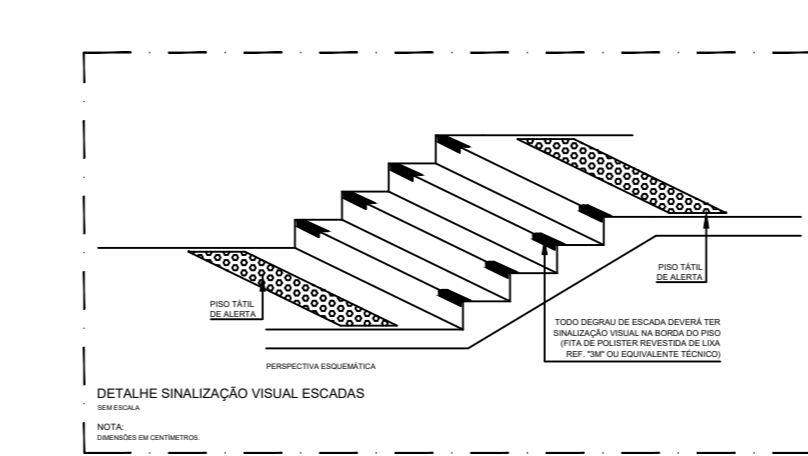 PISO TÁTIL
DE ALERTA
PISO TÁTIL
DE ALERTA
TODO DEGRAU DE ESCADA DEVERÁ TER
SINALIZAÇÃO VISUAL NA BORDA DO PISO
(FITA DE POLISTER REVESTIDA DE LIXA
REF. "3M" OU EQUIVALENTE TÉCNICO)
PERSPECTIVA ESQUEMÁTICA
DETALHE SINALIZAÇÃO VISUAL ESCADAS
SEM ESCALA
NOTA:
DIMENSÕES EM CENTÍMETROS.